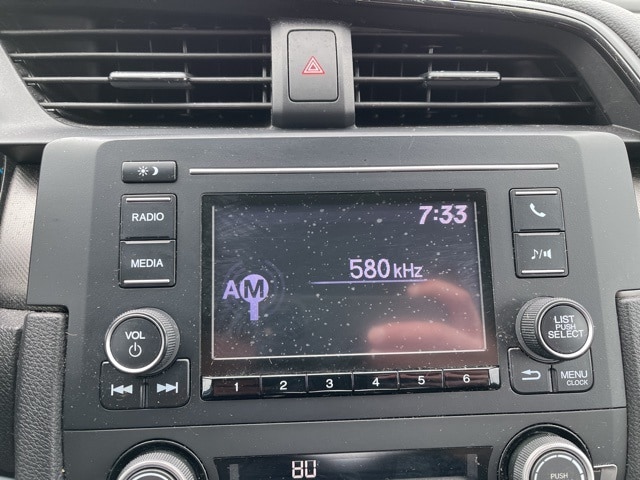 RADIO
MEDIA
7:33
580 kHz
AM
VOL
LIST
PUSH
SELECT
1 2 3 4 5 6
MENU
CLOCK
80
PUSH